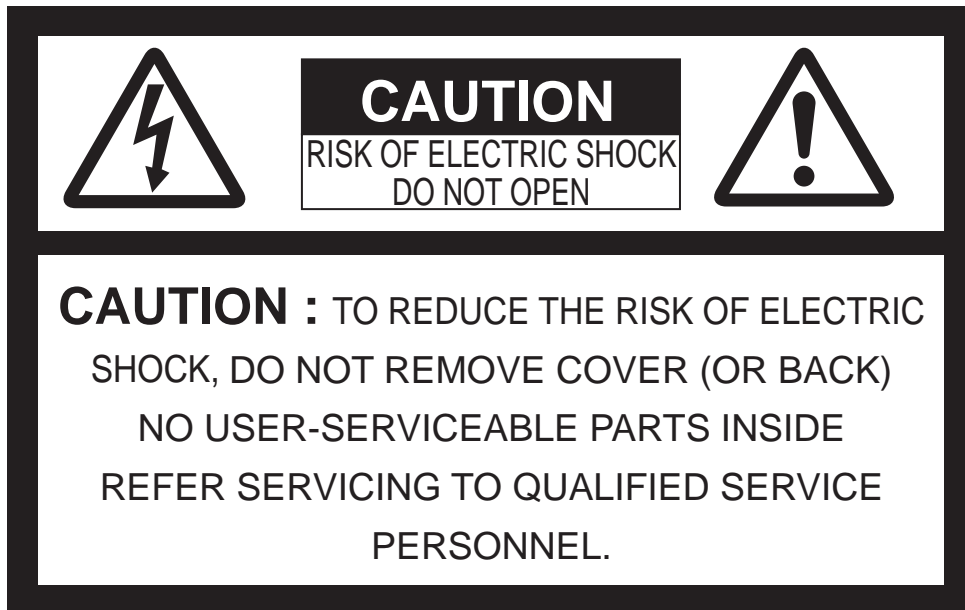 CAUTION
RISK OF ELECTRIC SHOCK
DO NOT OPEN
CAUTION : TO REDUCE THE RISK OF ELECTRIC
SHOCK, DO NOT REMOVE COVER (OR BACK)
NO USER-SERVICEABLE PARTS INSIDE
REFER SERVICING TO QUALIFIED SERVICE
PERSONNEL.